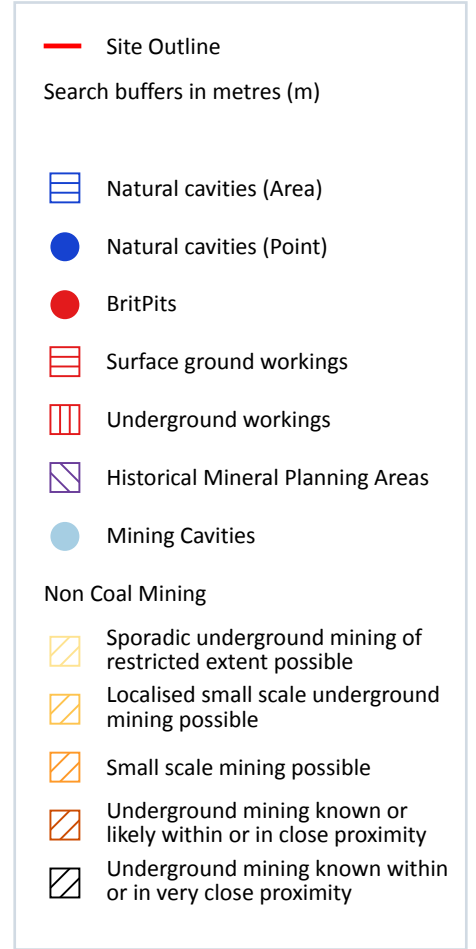 Site Outline
Search buffers in metres (m)
Natural cavities (Area)
Natural cavities (Point)
BritPits
Surface ground workings
Underground workings
Historical Mineral Planning Areas
Mining Cavities
Non Coal Mining
Sporadic underground mining of
restricted extent possible
Localised small scale underground
mining possible
Small scale mining possible
Underground mining known or
likely within or in close proximity
Underground mining known within
or in very close proximity